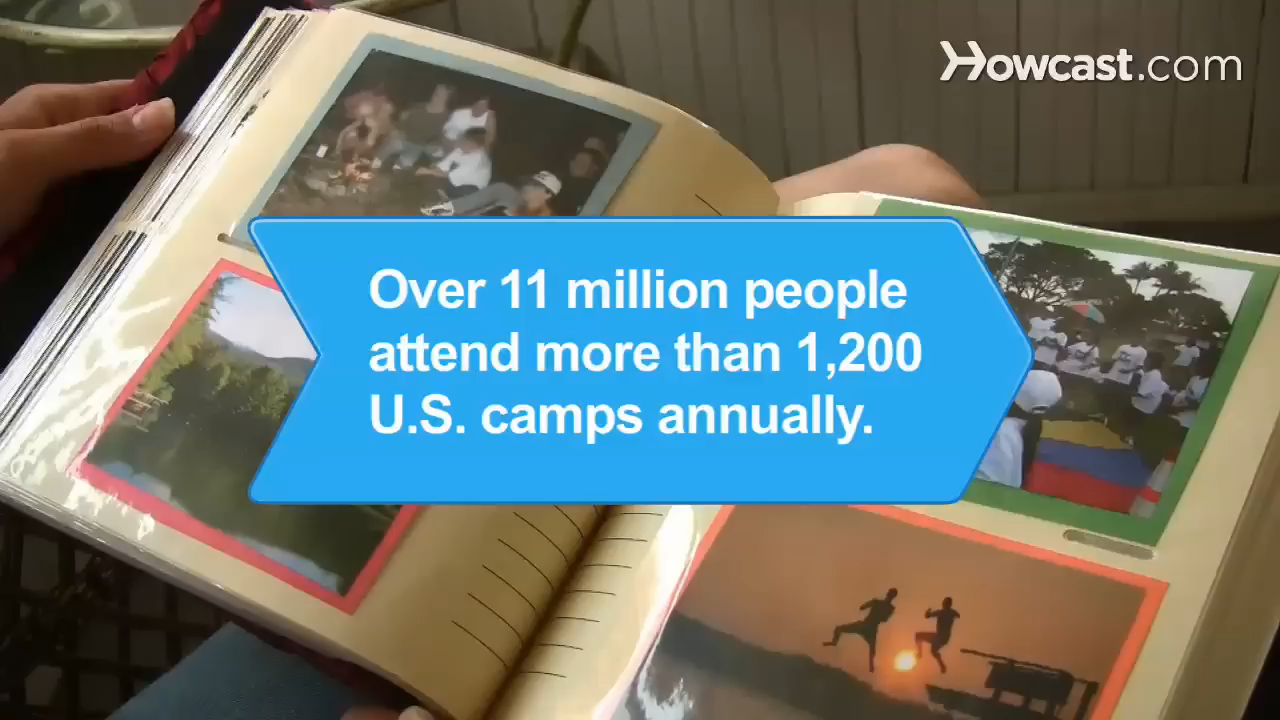 Howcast.com
Over 11 million people
attend more than 1,200
U.S. camps annually.